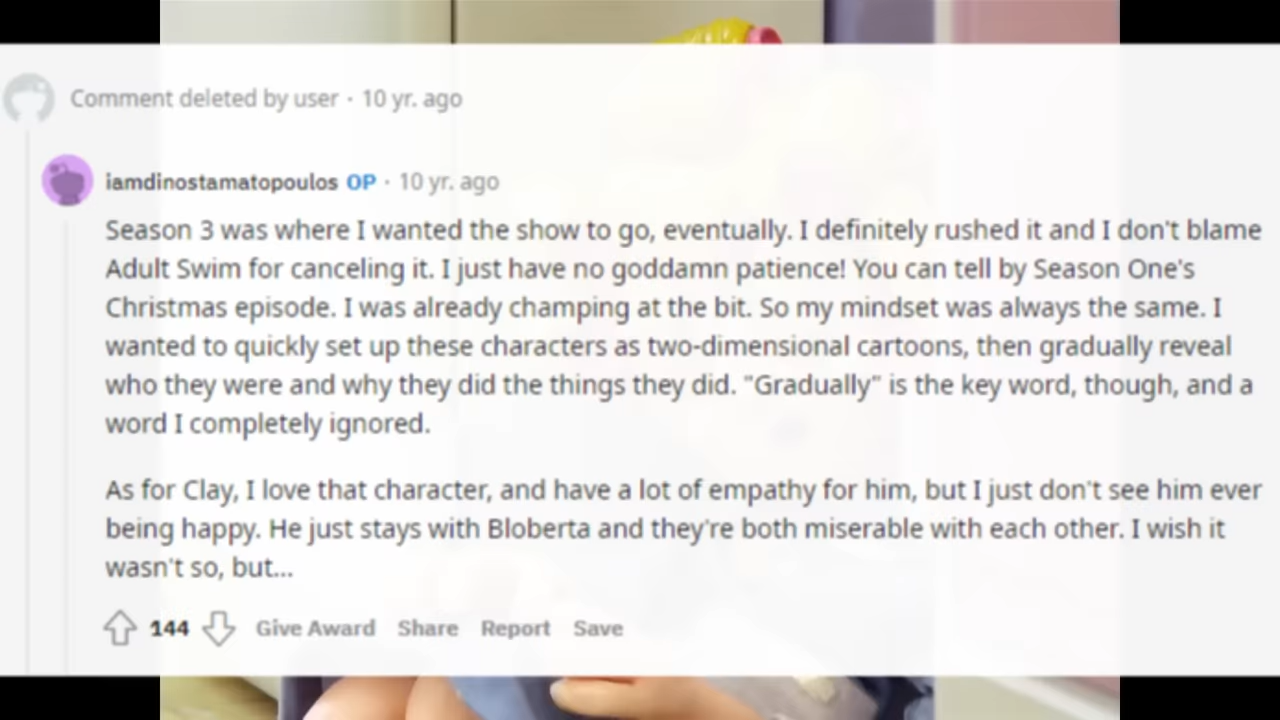 Comment deleted by user · 10 yr. ago
iamdinostamatopoulos OP · 10 yr. ago
Season 3 was where I wanted the show to go, eventually. I definitely rushed it and I don't blame
Adult Swim for canceling it. I just have no goddamn patience! You can tell by Season One's
Christmas episode. I was already champing at the bit. So my mindset was always the same. I
wanted to quickly set up these characters as two-dimensional cartoons, then gradually reveal
who they were and why they did the things they did. "Gradually" is the key word, though, and a
word I completely ignored.
As for Clay, I love that character, and have a lot of empathy for him, but I just don't see him ever
being happy. He just stays with Bloberta and they're both miserable with each other. I wish it
wasn't so, but...
144 Give Award Share Report Save